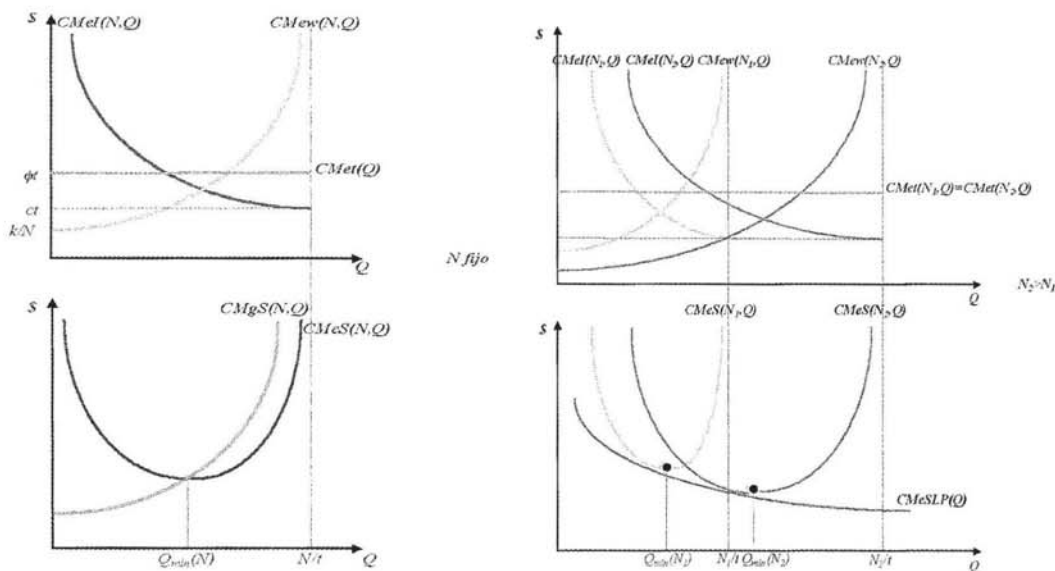 $
CMeI(N,Q)
CMew(N,Q)
ϕt
CMet(Q)
ct
k/N
Q
N fijo
$
CMgS(N,Q)
CMeS(N,Q)
Qmin(N)
N/t
Q
$
CMeI(N₁,Q)
CMeI(N₂,Q)
CMew(N₁,Q)
CMew(N₂,Q)
CMet(N₁,Q)=CMet(N₂,Q)
Q
N₂>N₁
$
CMeS(N₁,Q)
CMeS(N₂,Q)
CMeSLP(Q)
Qmin(N₁)
N₁/t
Qmin(N₂)
N₂/t
Q